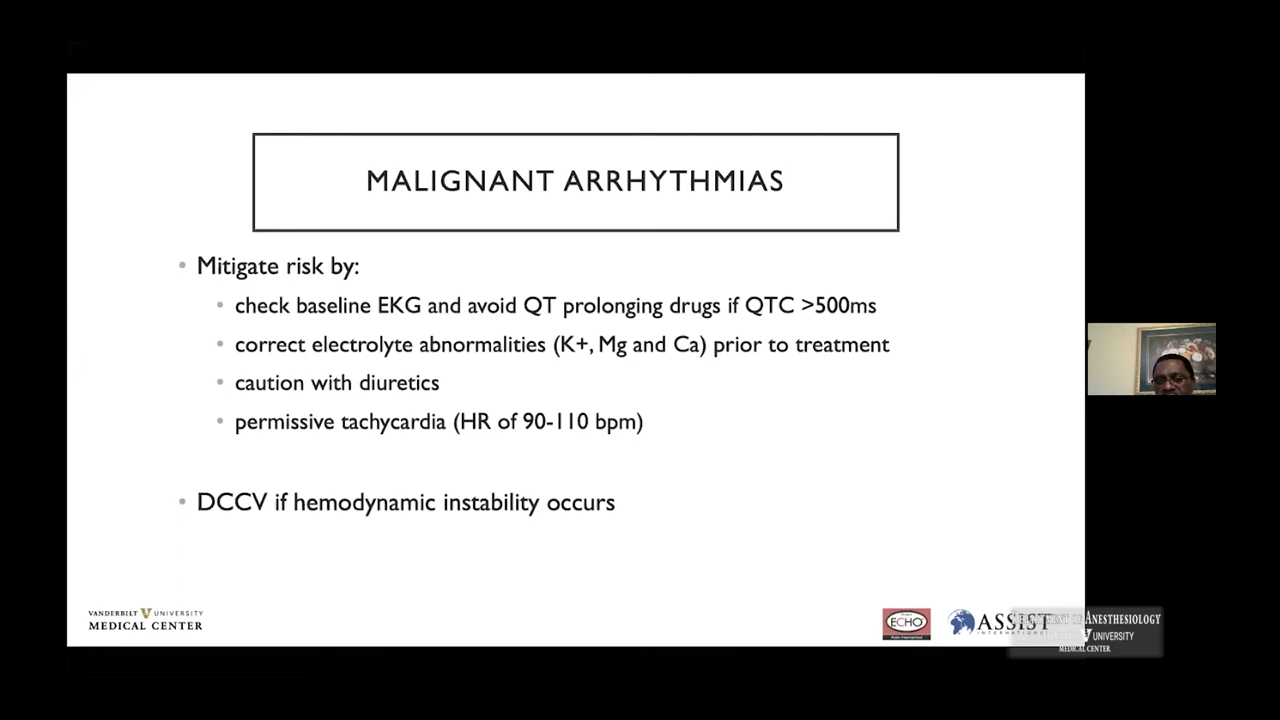 MALIGNANT ARRHYTHMIAS
Mitigate risk by:
check baseline EKG and avoid QT prolonging drugs if QTC >500ms
correct electrolyte abnormalities (K+, Mg and Ca) prior to treatment
caution with diuretics
permissive tachycardia (HR of 90-110 bpm)
DCCV if hemodynamic instability occurs
VANDERBILT V UNIVERSITY
MEDICAL CENTER
ECHO
ASSIST
INTERNATIONAL
OF ANESTHESIOLOGY
V UNIVERSITY
MEDICAL CENTER